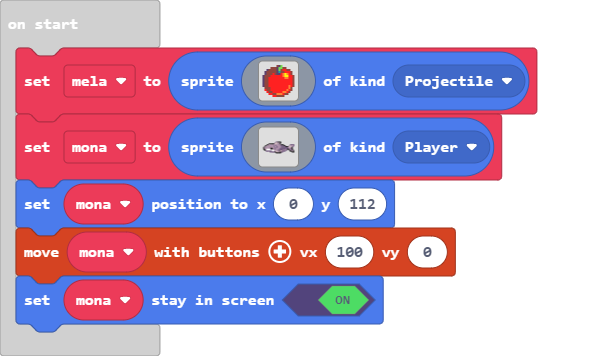 on start
set mela to sprite of kind Projectile
set mona to sprite of kind Player
set mona position to x 0 y 112
move mona with buttons + vx 100 vy 0
set mona stay in screen ON